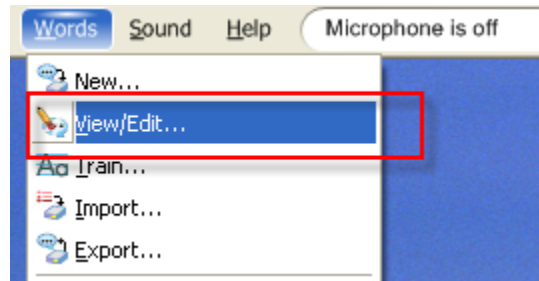 Words Sound Help Microphone is off
New...
View/Edit...
Train...
Import...
Export...